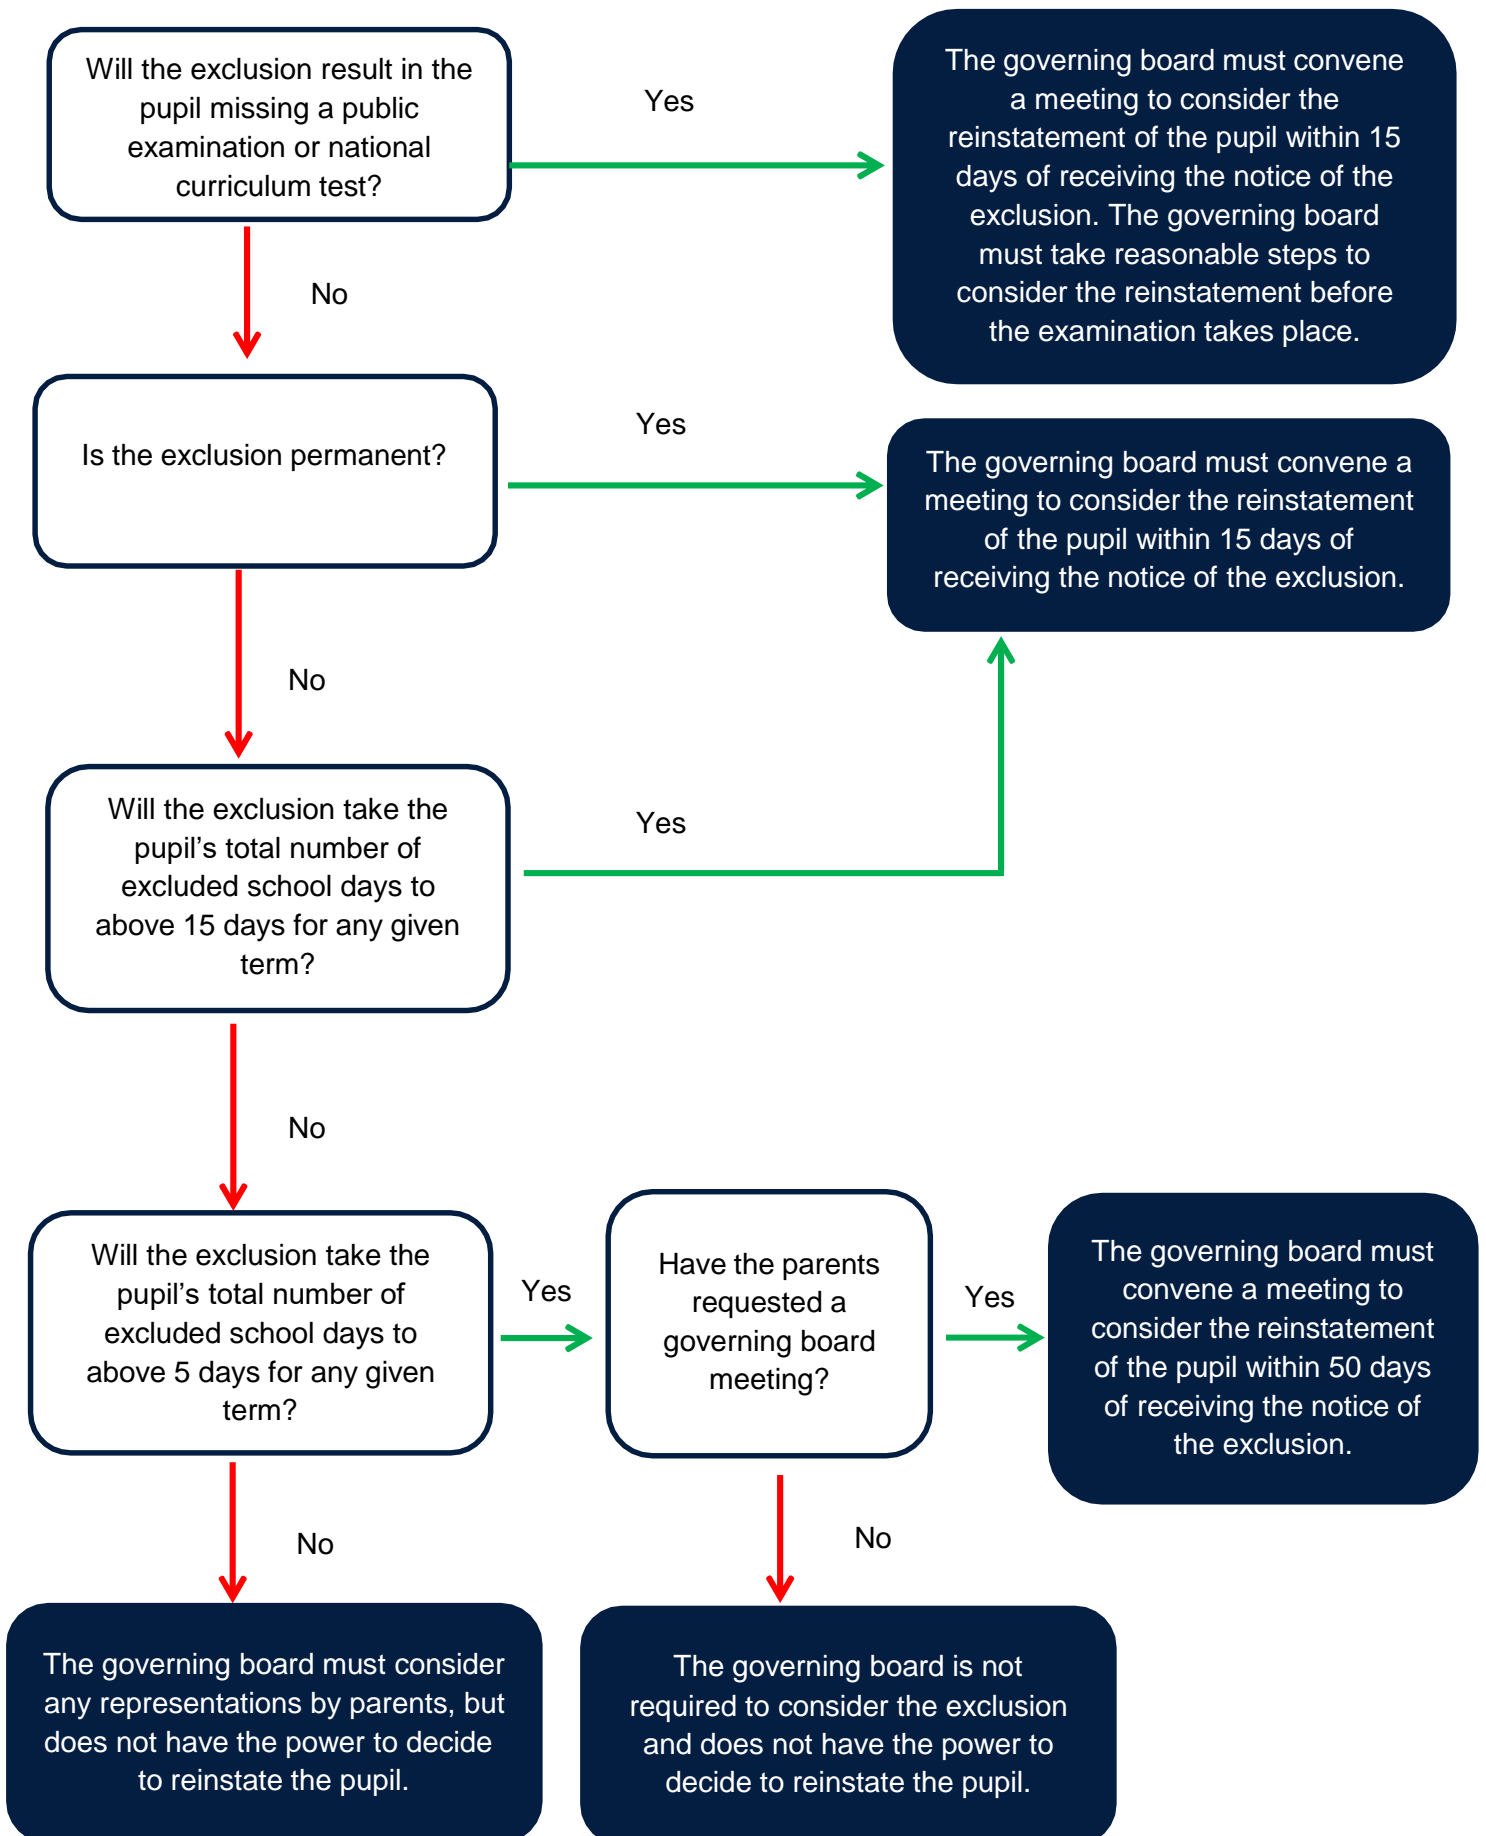 Will the exclusion result in the
pupil missing a public
examination or national
curriculum test?
Yes
The governing board must convene
a meeting to consider the
reinstatement of the pupil within 15
days of receiving the notice of the
exclusion. The governing board
must take reasonable steps to
consider the reinstatement before
the examination takes place.
No
Is the exclusion permanent?
Yes
The governing board must convene a
meeting to consider the reinstatement
of the pupil within 15 days of
receiving the notice of the exclusion.
No
Will the exclusion take the
pupil’s total number of
excluded school days to
above 15 days for any given
term?
Yes
No
Will the exclusion take the
pupil’s total number of
excluded school days to
above 5 days for any given
term?
Yes
Have the parents
requested a
governing board
meeting?
Yes
The governing board must
convene a meeting to
consider the reinstatement
of the pupil within 50 days
of receiving the notice of
the exclusion.
No
No
The governing board must consider
any representations by parents, but
does not have the power to decide
to reinstate the pupil.
The governing board is not
required to consider the exclusion
and does not have the power to
decide to reinstate the pupil.